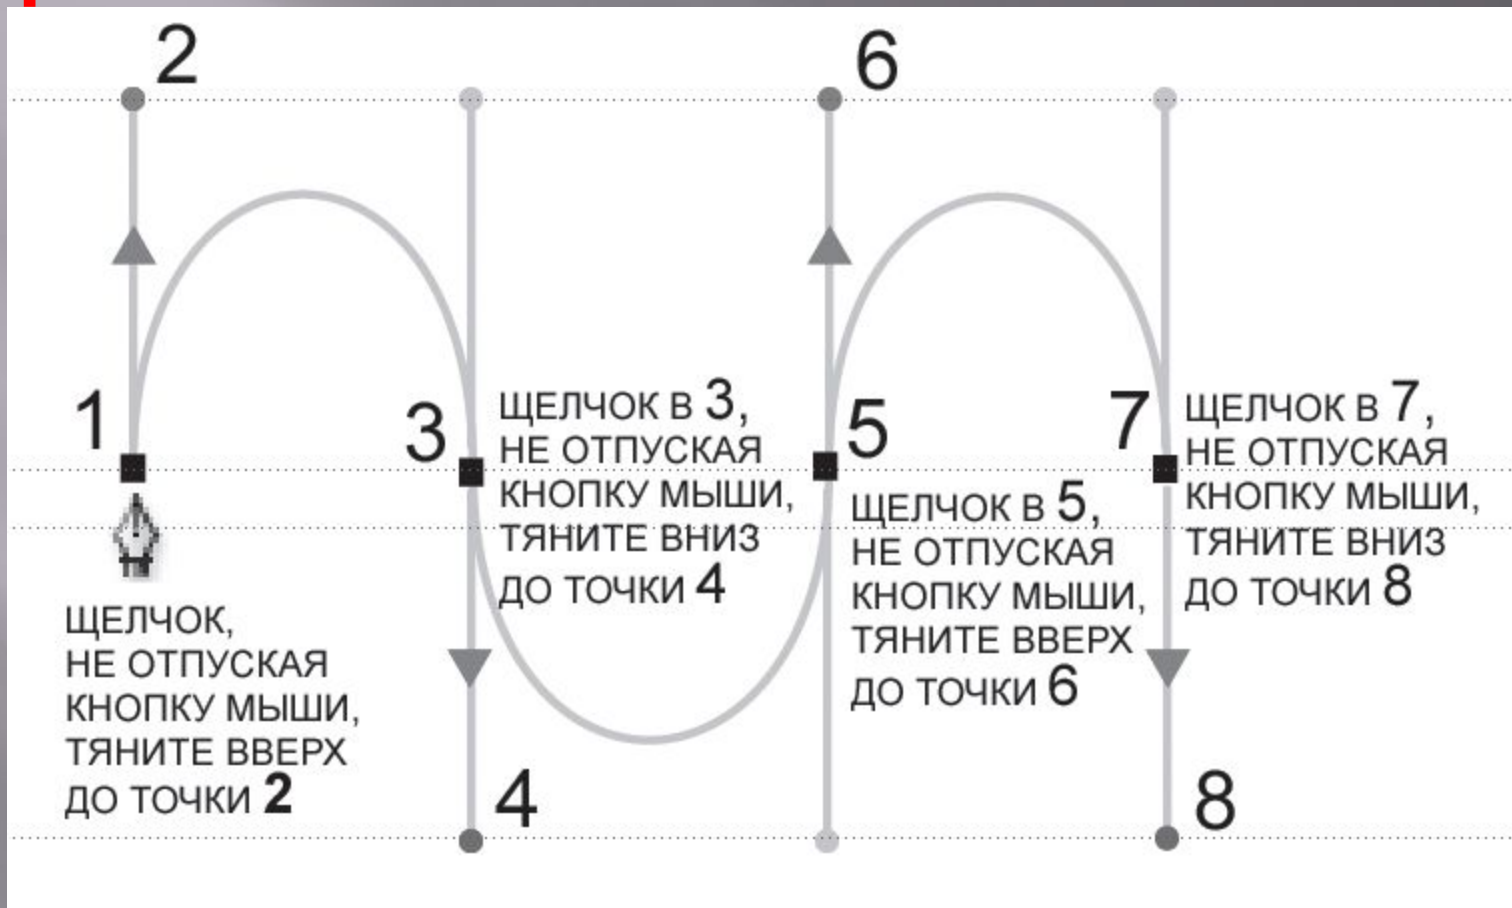 2
6
1
3
5
7
4
8
ЩЕЛЧОК,
НЕ ОТПУСКАЯ
КНОПКУ МЫШИ,
ТЯНИТЕ ВВЕРХ
ДО ТОЧКИ 2
ЩЕЛЧОК В 3,
НЕ ОТПУСКАЯ
КНОПКУ МЫШИ,
ТЯНИТЕ ВНИЗ
ДО ТОЧКИ 4
ЩЕЛЧОК В 5,
НЕ ОТПУСКАЯ
КНОПКУ МЫШИ,
ТЯНИТЕ ВВЕРХ
ДО ТОЧКИ 6
ЩЕЛЧОК В 7,
НЕ ОТПУСКАЯ
КНОПКУ МЫШИ,
ТЯНИТЕ ВНИЗ
ДО ТОЧКИ 8